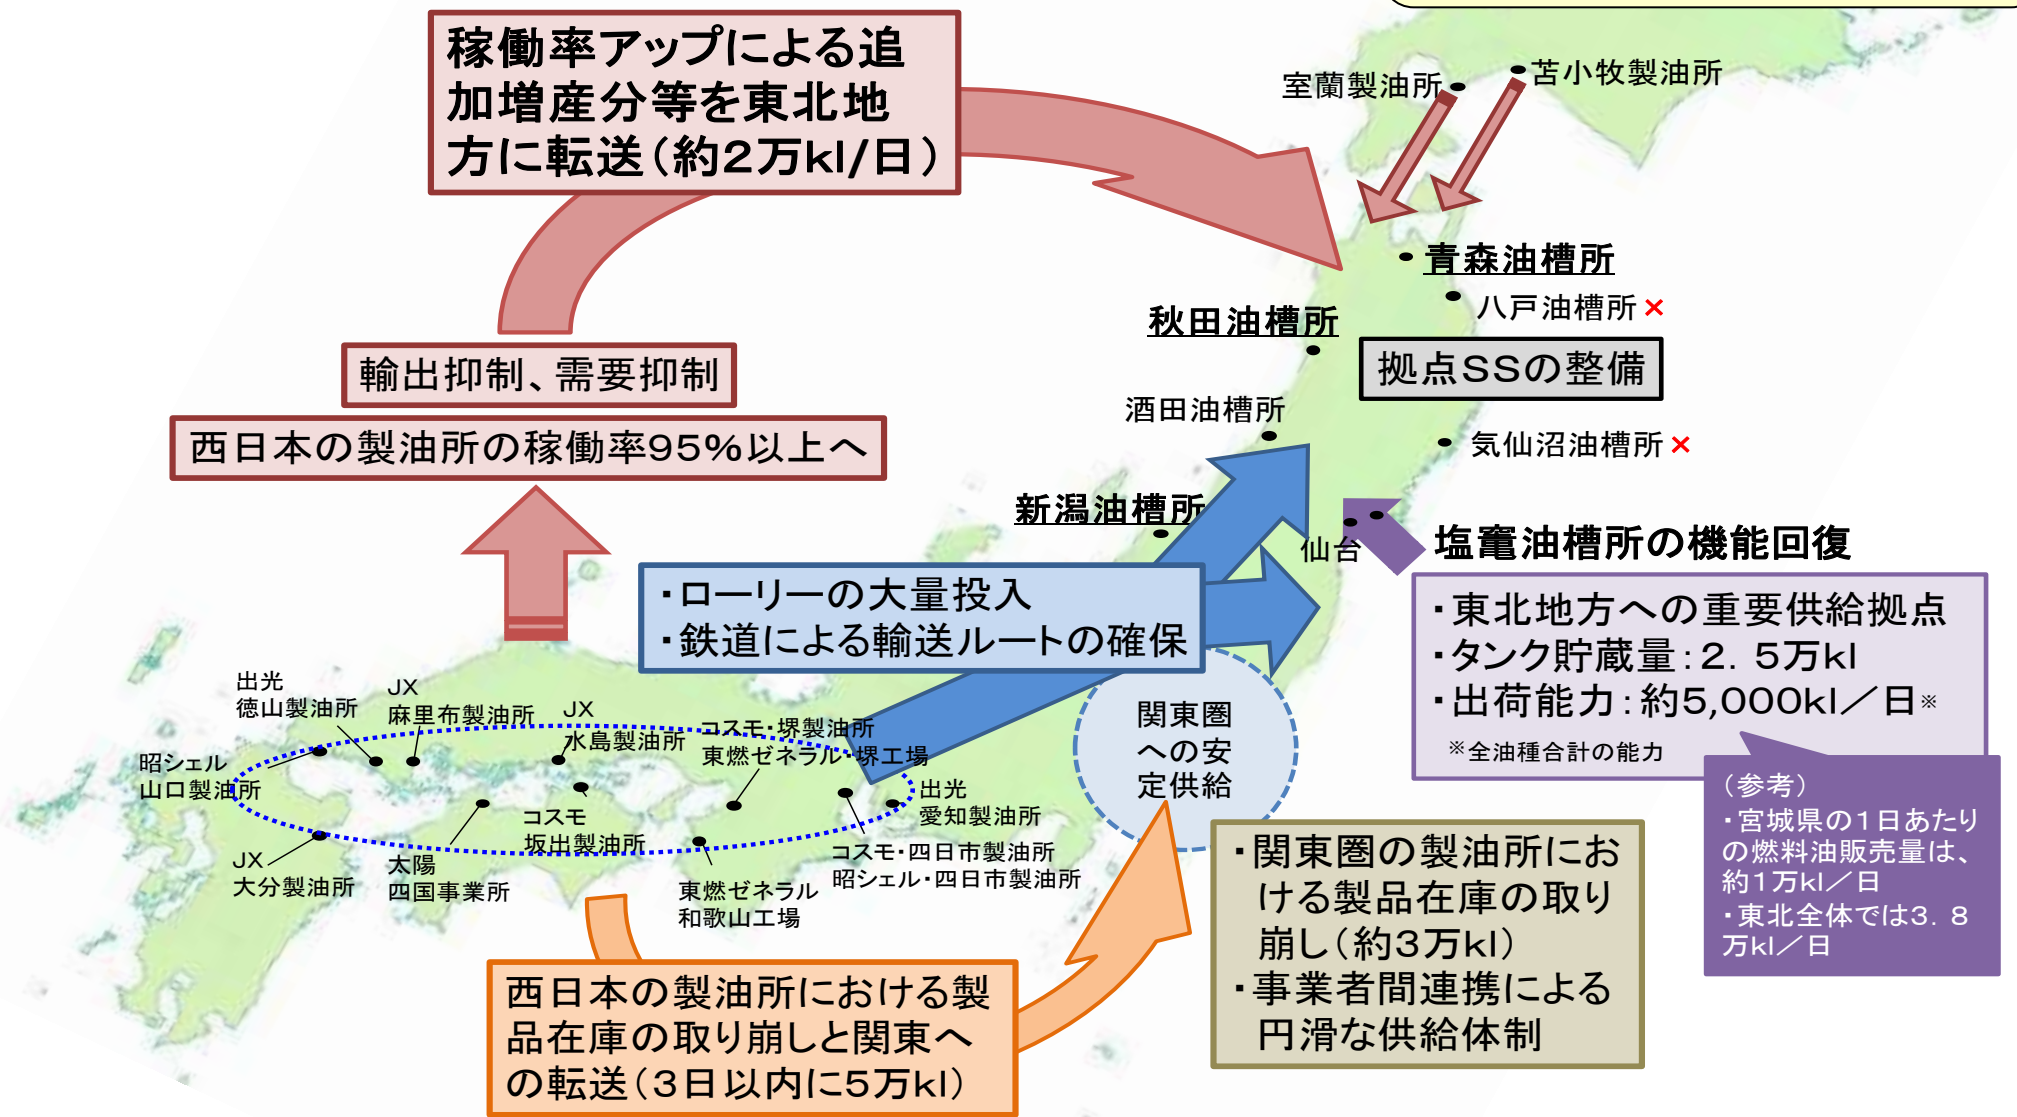 稼働率アップによる追
加増産分等を東北地
方に転送（約２万kl/日）
室蘭製油所
苫小牧製油所
青森油槽所
八戸油槽所×
秋田油槽所
拠点ＳＳの整備
輸出抑制、需要抑制
西日本の製油所の稼働率95％以上へ
酒田油槽所
気仙沼油槽所×
新潟油槽所
仙台
塩竈油槽所の機能回復
・ローリーの大量投入
・鉄道による輸送ルートの確保
・東北地方への重要供給拠点
・タンク貯蔵量：２．５万kl
・出荷能力：約5,000kl／日※
※全油種合計の能力
（参考）
・宮城県の１日あたり
の燃料油販売量は、
約１万kl／日
・東北全体では３．８
万kl／日
関東圏
への安
定供給
出光
徳山製油所
JX
麻里布製油所
JX
水島製油所
コスモ・堺製油所
東燃ゼネラル・堺工場
昭シェル
山口製油所
出光
愛知製油所
コスモ
坂出製油所
JX
大分製油所
太陽
四国事業所
東燃ゼネラル
和歌山工場
コスモ・四日市製油所
昭シェル・四日市製油所
・関東圏の製油所にお
ける製品在庫の取り
崩し（約３万kl）
・事業者間連携による
円滑な供給体制
西日本の製油所における製
品在庫の取り崩しと関東へ
の転送（３日以内に５万kl）